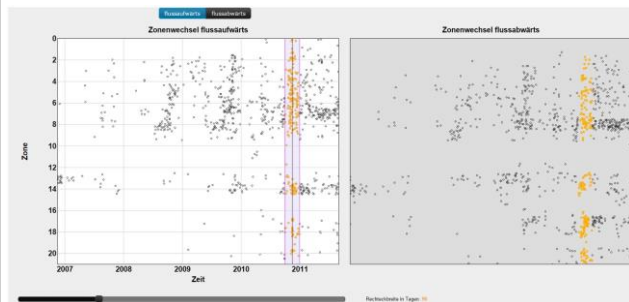 flussaufwärts flussabwärts
Zonenwechsel flussaufwärts
Zonenwechsel flussabwärts
0
2
4
6
8
10
12
14
16
18
20
Zone
2007 2008 2009 2010 2011
Zeit
Rechteckbreite in Tagen: